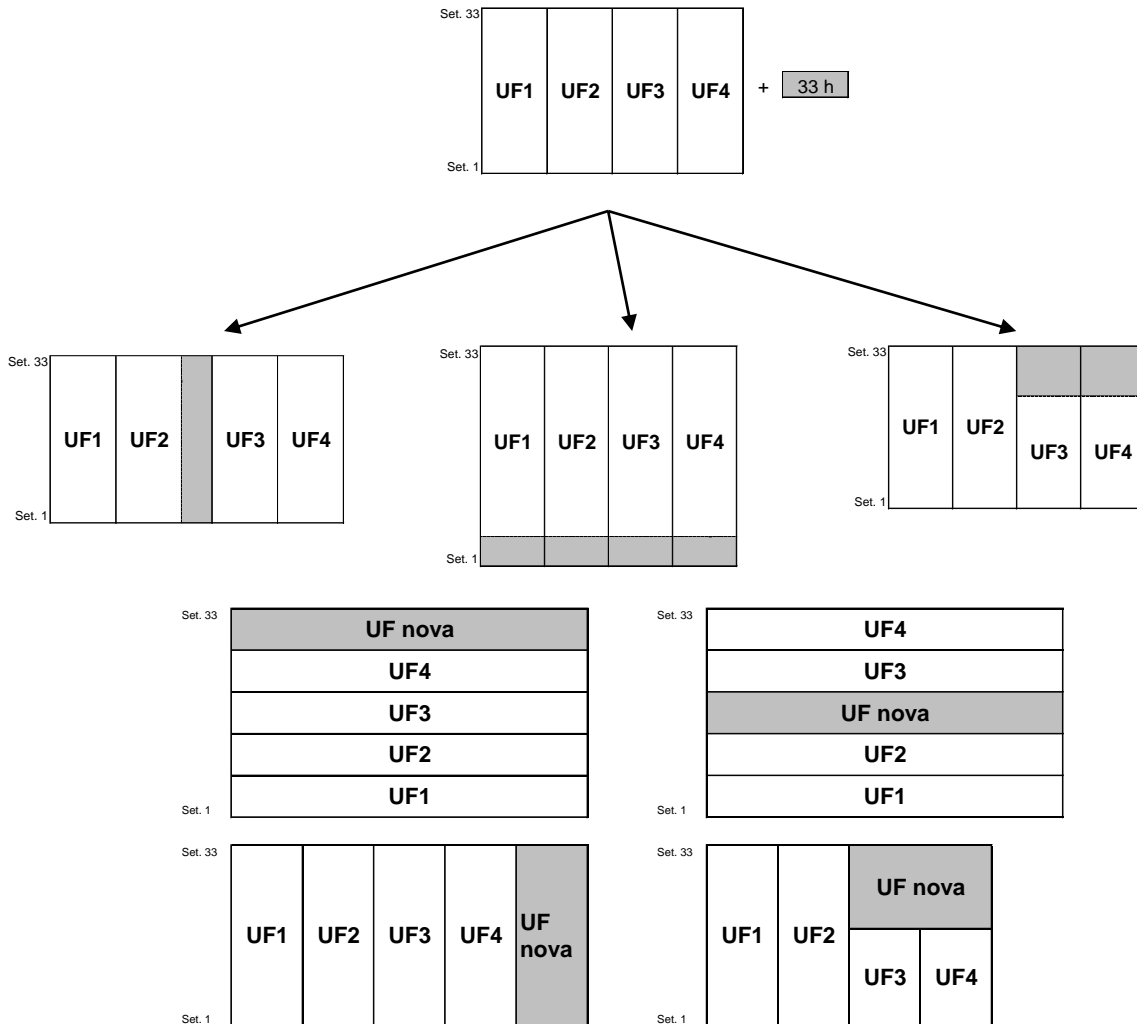 Set. 33
UF1 UF2 UF3 UF4 + 33 h
Set. 1
Set. 33
UF1 UF2 UF3 UF4
Set. 1
Set. 33
UF1 UF2 UF3 UF4
Set. 1
Set. 33
UF1 UF2
UF3 UF4
Set. 1
Set. 33
UF nova
UF4
UF3
UF2
UF1
Set. 1
Set. 33
UF4
UF3
UF nova
UF2
UF1
Set. 1
Set. 33
UF1 UF2 UF3 UF4 UF
nova
Set. 1
Set. 33
UF nova
UF1 UF2
UF3 UF4
Set. 1